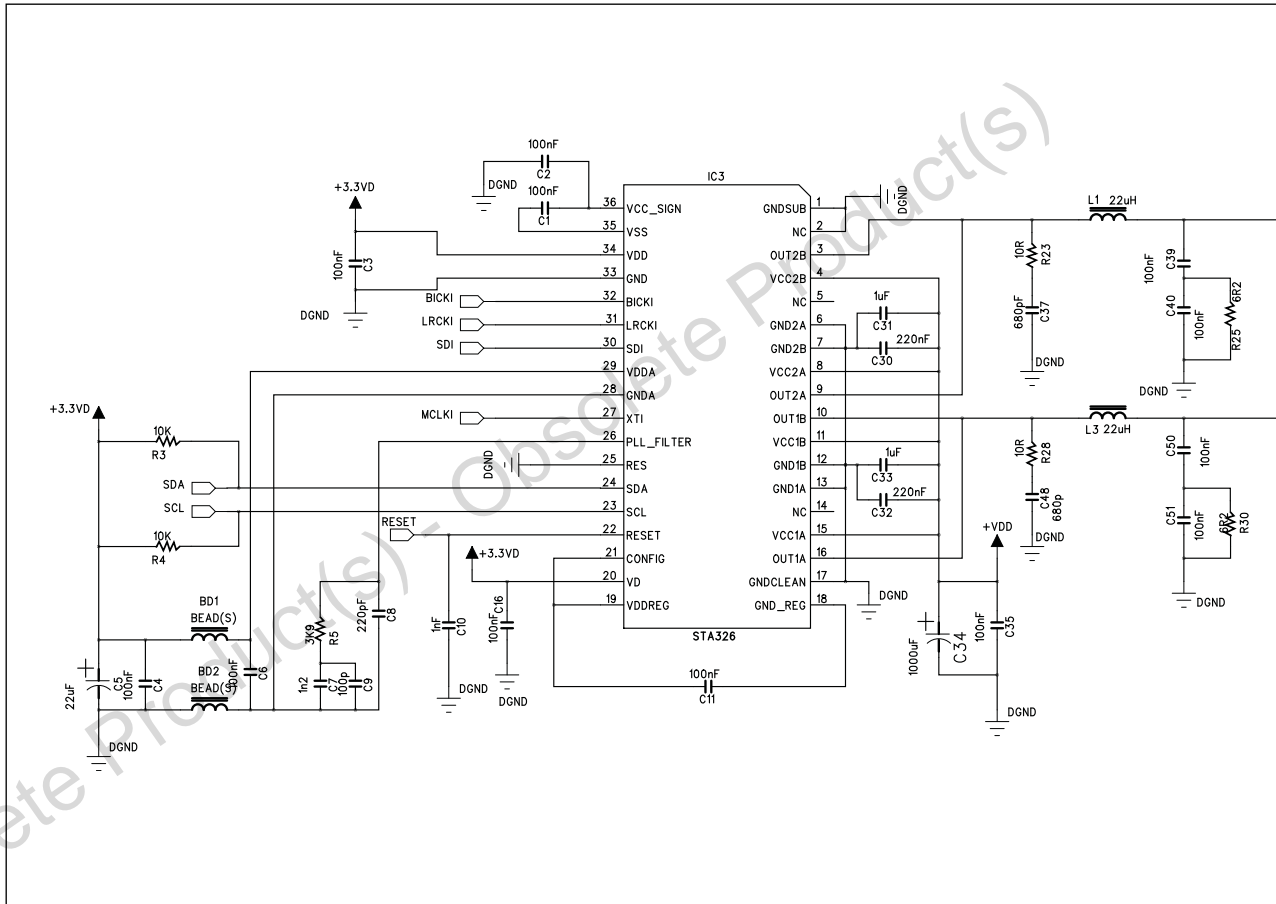 Obsolete Product(s) - Obsolete Product(s)
IC3
STA326
36 VCC_SIGN
35 VSS
34 VDD
33 GND
32 BICKI
31 LRCKI
30 SDI
29 VDDA
28 GNDA
27 XTI
26 PLL_FILTER
25 RES
24 SDA
23 SCL
22 RESET
21 CONFIG
20 VD
19 VDDREG
GNDSUB 1
NC 2
OUT2B 3
VCC2B 4
NC 5
GND2A 6
GND2B 7
VCC2A 8
OUT2A 9
OUT1B 10
VCC1B 11
GND1B 12
GND1A 13
NC 14
VCC1A 15
OUT1A 16
GNDCLEAN 17
GND_REG 18
100nF
C2
DGND
100nF
C1
+3.3VD
100nF
C3
DGND
BICKI
LRCKI
SDI
MCLKI
DGND
+3.3VD
10K
R3
SDA
SCL
10K
R4
RESET
+3.3VD
BD1
BEAD(S)
BD2
BEAD(S)
22uF
C5
100nF
C4
100nF
C6
DGND
3K9
R5
220pF
C8
1n2
C7
100p
C9
1nF
C10
DGND
100nF
C16
DGND
100nF
C11
DGND
1uF
C31
220nF
C30
1uF
C33
220nF
C32
DGND
+VDD
1000uF
C34
100nF
C35
DGND
L1 22uH
10R
R23
680pF
C37
DGND
100nF
C39
C40
100nF
6R2
R25
DGND
L3 22uH
10R
R28
C48
680p
DGND
C50
100nF
C51
100nF
6R2
R30
DGND